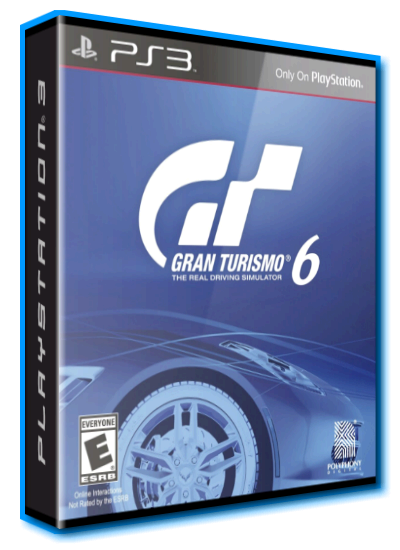 PS3
Only On PlayStation.
PLAYSTATION®3
GT
GRAN TURISMO® 6
THE REAL DRIVING SIMULATOR
EVERYONE
E
ESRB
Online Interactions
Not Rated by the ESRB
POLYPHONY
DIGITAL